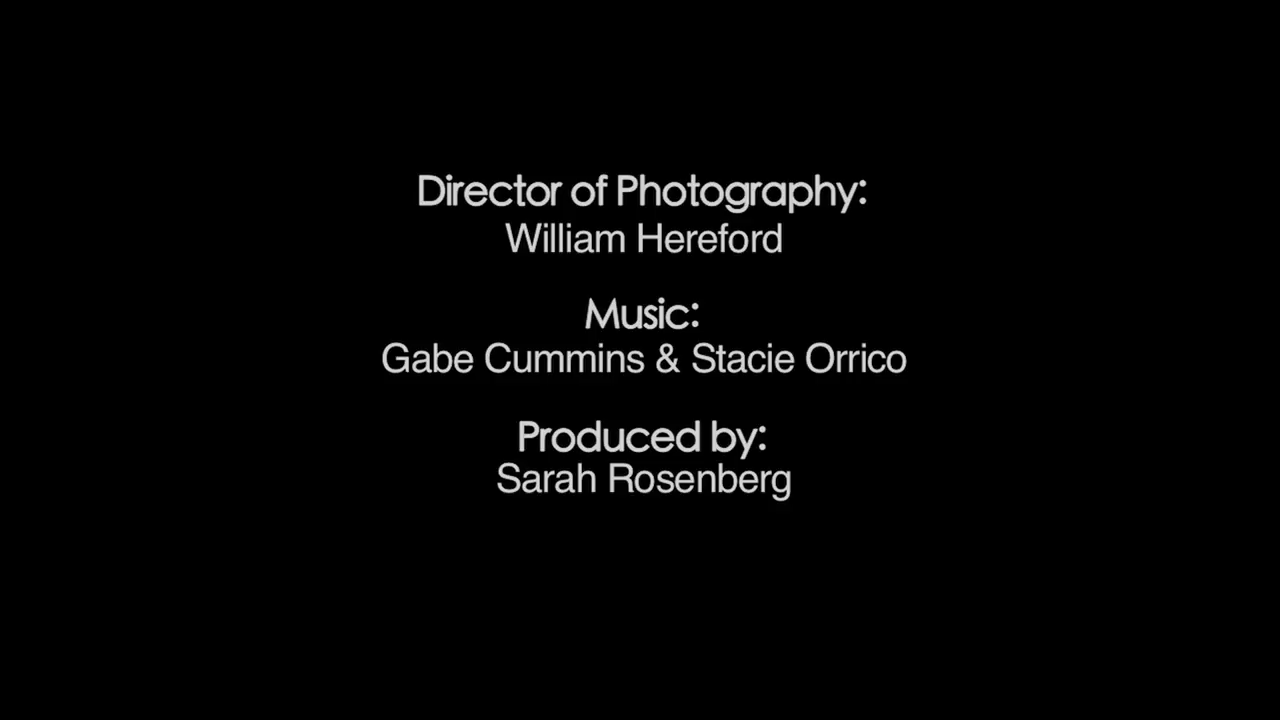 Director of Photography:
William Hereford
Music:
Gabe Cummins & Stacie Orrico
Produced by:
Sarah Rosenberg